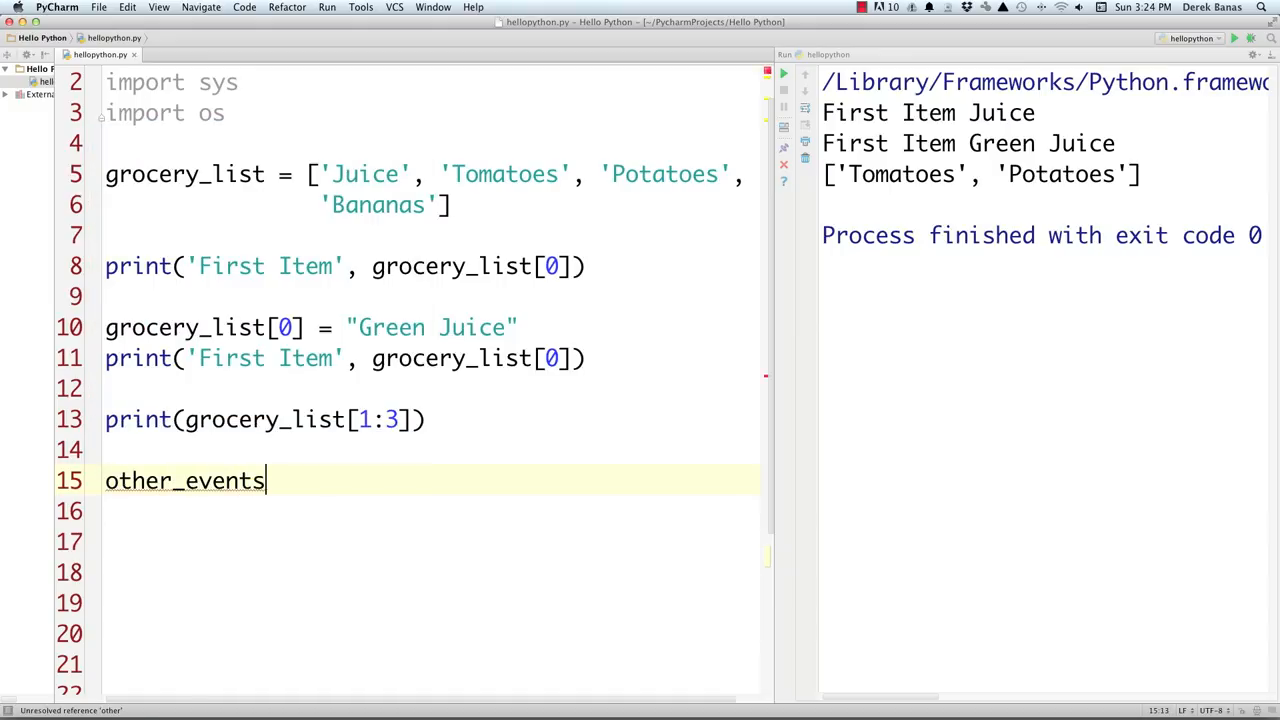 PyCharm File Edit View Navigate Code Refactor Run Tools VCS Window Help
10 Sun 3:24 PM Derek Banas
hellopython.py - Hello Python - [~/PycharmProjects/Hello Python]
Hello Python hellopython.py hellopython
hellopython.py Run hellopython
Hello P
hello
Externa
2 import sys
3 import os
4
5 grocery_list = ['Juice', 'Tomatoes', 'Potatoes',
6 'Bananas']
7
8 print('First Item', grocery_list[0])
9
10 grocery_list[0] = "Green Juice"
11 print('First Item', grocery_list[0])
12
13 print(grocery_list[1:3])
14
15 other_events
16
17
18
19
20
21
22
/Library/Frameworks/Python.framewo
First Item Juice
First Item Green Juice
['Tomatoes', 'Potatoes']
Process finished with exit code 0
Unresolved reference 'other' 15:13 LF UTF-8